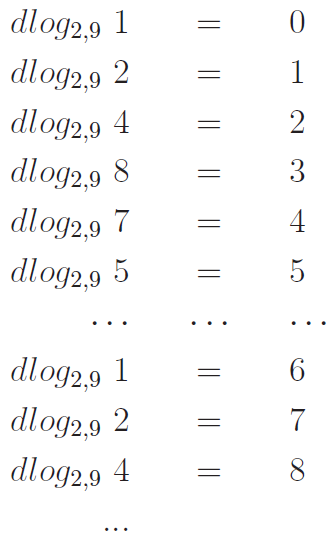 dlog₂,₉ 1 = 0
dlog₂,₉ 2 = 1
dlog₂,₉ 4 = 2
dlog₂,₉ 8 = 3
dlog₂,₉ 7 = 4
dlog₂,₉ 5 = 5
... ... ...
dlog₂,₉ 1 = 6
dlog₂,₉ 2 = 7
dlog₂,₉ 4 = 8
...